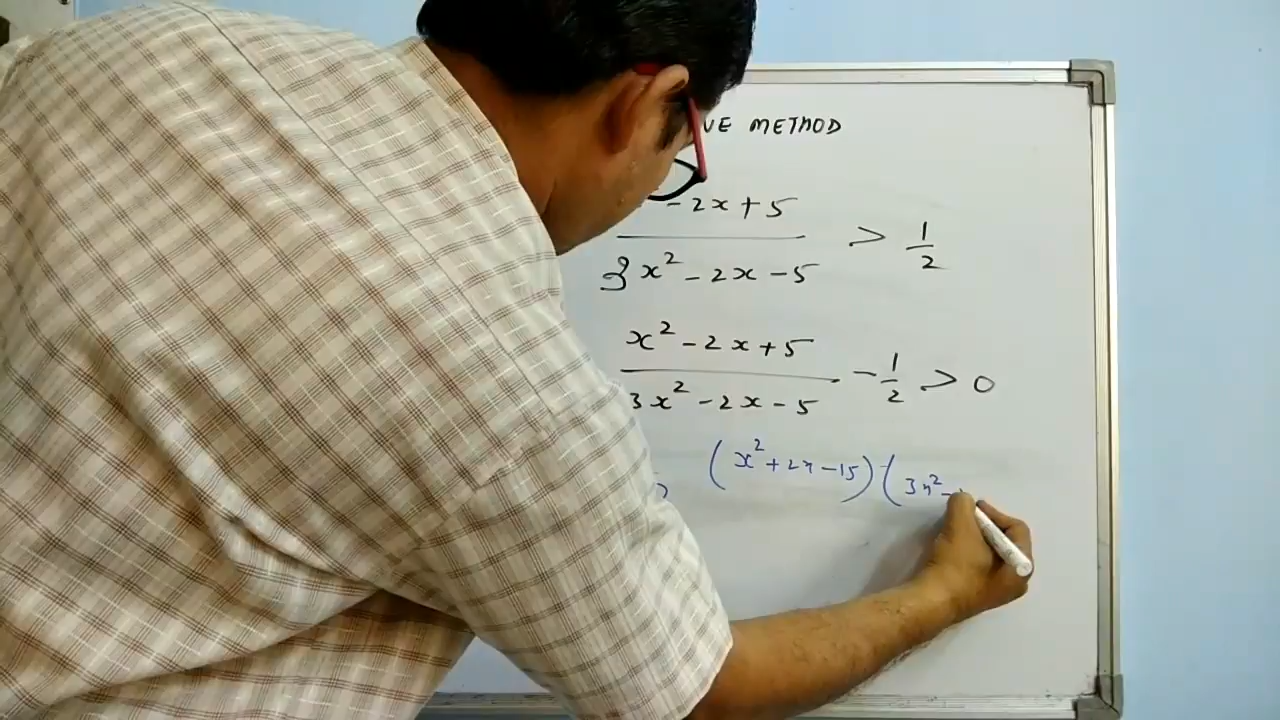 VE METHOD
- 2x + 5
3x² - 2x - 5 > 1/2
x² - 2x + 5
3x² - 2x - 5 - 1/2 > 0
(x² + 2x - 15) - (3x² -